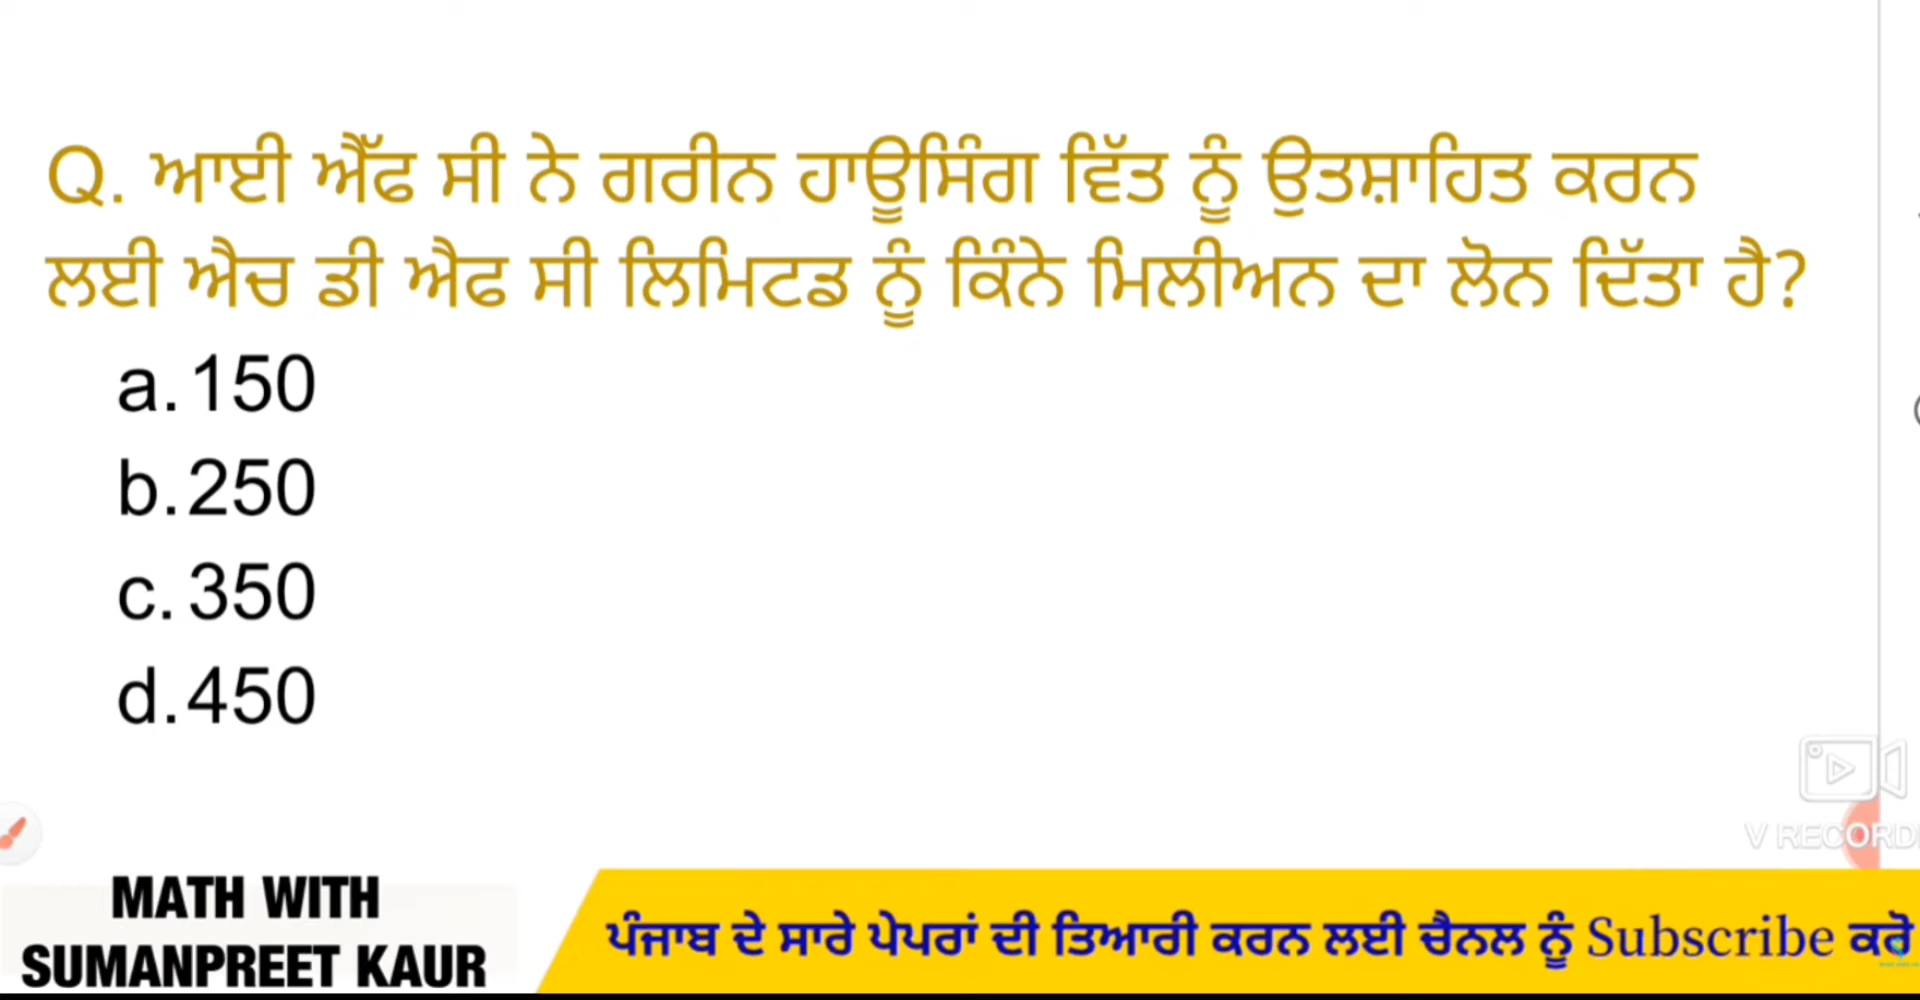 Q. ਆਈ ਐੱਫ ਸੀ ਨੇ ਗਰੀਨ ਹਾਊਸਿੰਗ ਵਿੱਤ ਨੂੰ ਉਤਸ਼ਾਹਿਤ ਕਰਨ
ਲਈ ਐਚ ਡੀ ਐਫ ਸੀ ਲਿਮਿਟਡ ਨੂੰ ਕਿੰਨੇ ਮਿਲੀਅਨ ਦਾ ਲੋਨ ਦਿੱਤਾ ਹੈ?
a. 150
b. 250
c. 350
d. 450
MATH WITH
SUMANPREET KAUR
ਪੰਜਾਬ ਦੇ ਸਾਰੇ ਪੇਪਰਾਂ ਦੀ ਤਿਆਰੀ ਕਰਨ ਲਈ ਚੈਨਲ ਨੂੰ Subscribe ਕਰੋ